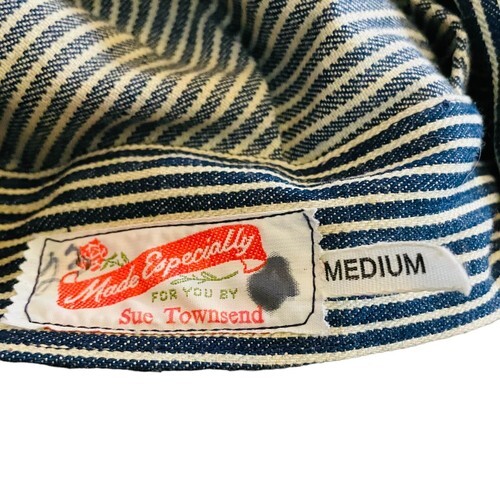 Made Especially
FOR YOU BY
Sue Townsend
MEDIUM